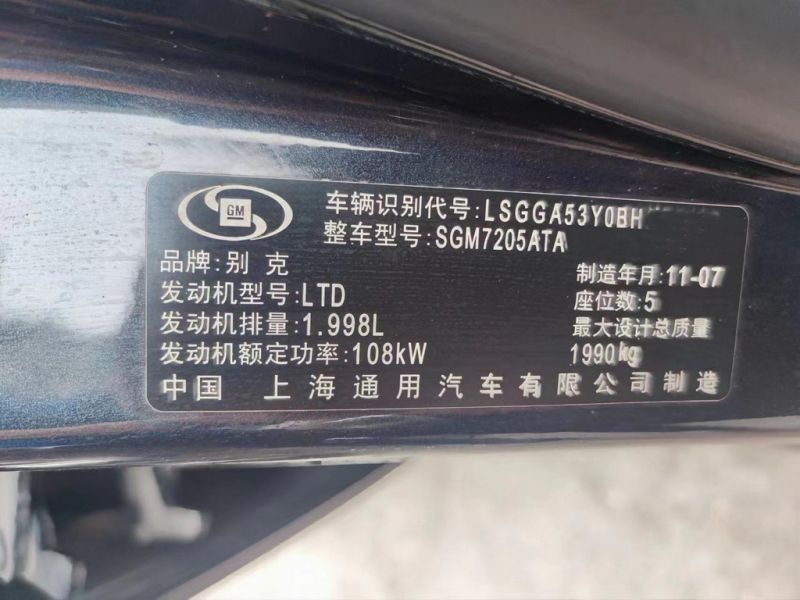 GM
车辆识别代号:LSGGA53Y0BH
整车型号:SGM7205ATA
品牌:别克
制造年月:11-07
发动机型号:LTD
座位数:5
发动机排量:1.998L
最大设计总质量
发动机额定功率:108kW
1990kg
中国 上海通用汽车有限公司制造